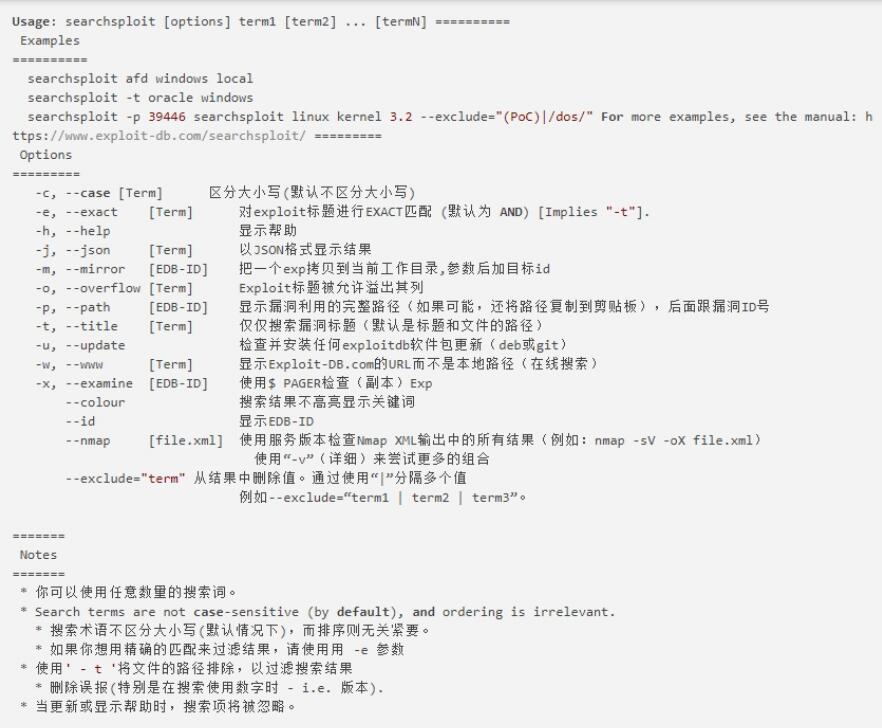 Usage: searchsploit [options] term1 [term2] ... [termN] ==========
Examples
==========
searchsploit afd windows local
searchsploit -t oracle windows
searchsploit -p 39446 searchsploit linux kernel 3.2 --exclude="(PoC)|/dos/" For more examples, see the manual: h
ttps://www.exploit-db.com/searchsploit/ =========
Options
=========
-c, --case [Term] 区分大小写(默认不区分大小写)
-e, --exact [Term] 对exploit标题进行EXACT匹配 (默认为 AND) [Implies "-t"].
-h, --help 显示帮助
-j, --json [Term] 以JSON格式显示结果
-m, --mirror [EDB-ID] 把一个exp拷贝到当前工作目录,参数后加目标id
-o, --overflow [Term] Exploit标题被允许溢出其列
-p, --path [EDB-ID] 显示漏洞利用的完整路径（如果可能，还将路径复制到剪贴板），后面跟漏洞ID号
-t, --title [Term] 仅仅搜索漏洞标题（默认是标题和文件的路径）
-u, --update 检查并安装任何exploitdb软件包更新（deb或git）
-w, --www [Term] 显示Exploit-DB.com的URL而不是本地路径（在线搜索）
-x, --examine [EDB-ID] 使用$ PAGER检查（副本）Exp
--colour 搜索结果不高亮显示关键词
--id 显示EDB-ID
--nmap [file.xml] 使用服务版本检查Nmap XML输出中的所有结果（例如：nmap -sV -oX file.xml）
使用“-v”（详细）来尝试更多的组合
--exclude="term" 从结果中删除值。通过使用“|”分隔多个值
例如--exclude=“term1 | term2 | term3”。
=======
Notes
=======
* 你可以使用任意数量的搜索词。
* Search terms are not case-sensitive (by default), and ordering is irrelevant.
* 搜索术语不区分大小写(默认情况下)，而排序则无关紧要。
* 如果你想用精确的匹配来过滤结果，请使用用 -e 参数
* 使用' - t '将文件的路径排除，以过滤搜索结果
* 删除误报(特别是在搜索使用数字时 - i.e. 版本).
* 当更新或显示帮助时，搜索项将被忽略。